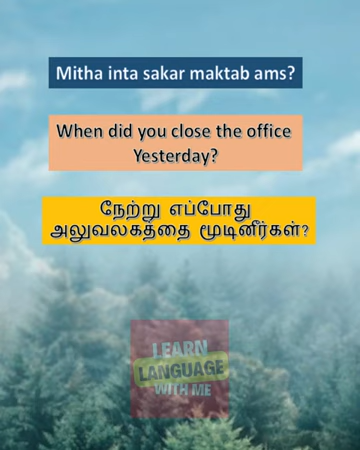 Mitha inta sakar maktab ams?
When did you close the office
Yesterday?
நேற்று எப்போது
அலுவலகத்தை மூடினீர்கள்?
LEARN
LANGUAGE
WITH ME